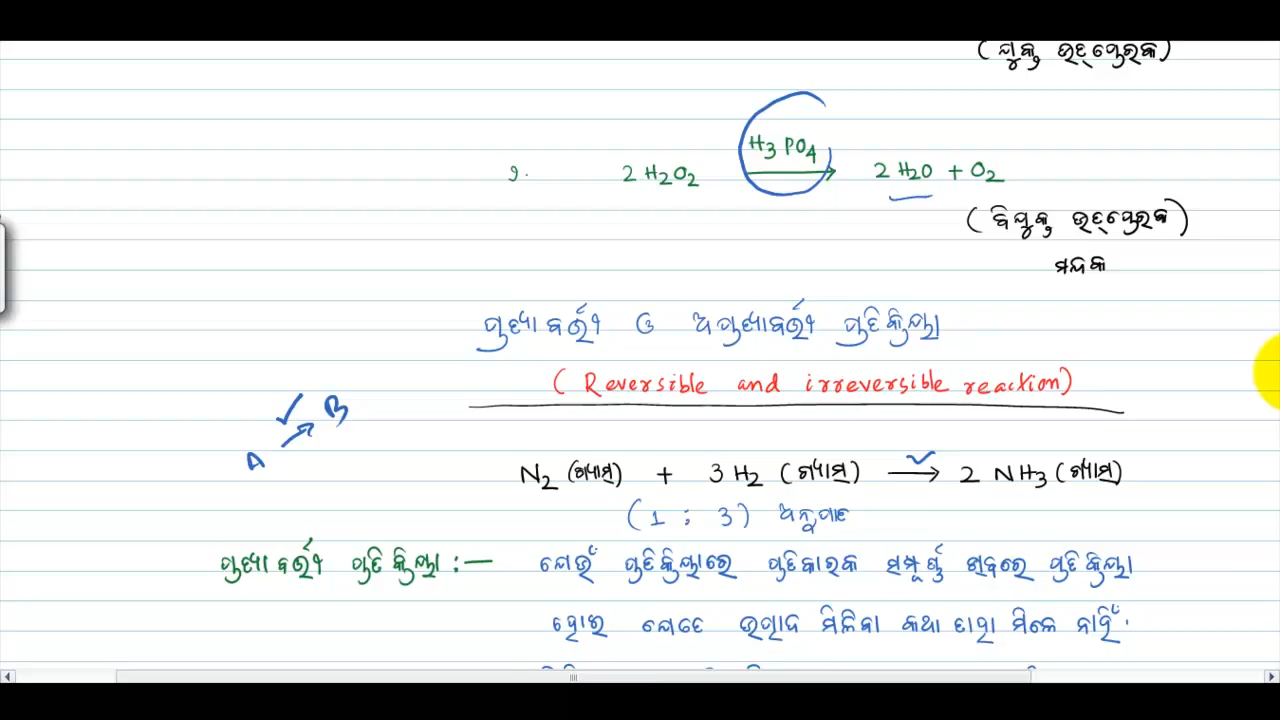 (ଯୁକ୍ତ ଉତ୍ପ୍ରେରକ)
୨. 2 H2O2 H3PO4 → 2 H2O + O2
(ବିଯୁକ୍ତ ଉତ୍ପ୍ରେରକ)
ମନ୍ଦକ
ପ୍ରତ୍ୟାବର୍ତ୍ତୀ ଓ ଅପ୍ରତ୍ୟାବର୍ତ୍ତୀ ପ୍ରତିକ୍ରିୟା
(Reversible and irreversible reaction)
A → B
N2 (ଗ୍ୟାସ) + 3 H2 (ଗ୍ୟାସ) → 2 NH3 (ଗ୍ୟାସ)
(1 : 3) ଅନୁପାତ
ପ୍ରତ୍ୟାବର୍ତ୍ତୀ ପ୍ରତିକ୍ରିୟା :— ଯେଉଁ ପ୍ରତିକ୍ରିୟାରେ ପ୍ରତିକାରକ ସମ୍ପୂର୍ଣ୍ଣ ଭାବରେ ପ୍ରତିକ୍ରିୟା
ହୋଇ ଯେତେ ଉତ୍ପାଦ ମିଳିବା କଥା ତାହା ମିଳେ ନାହିଁ.